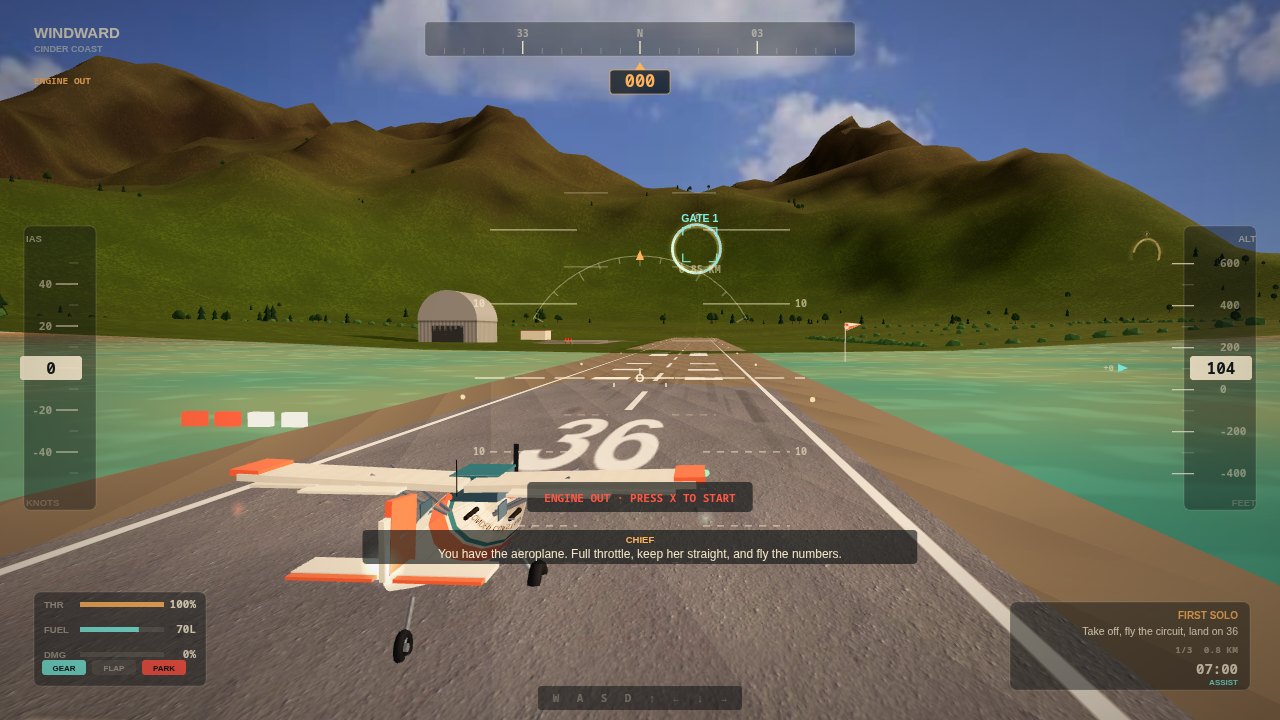 WINDWARD
CINDER COAST
ENGINE OUT
33 N 03
000
IAS
40
20
0
-20
-40
KNOTS
GATE 1
0.85 KM
10 10
10 10
36
ALT
600
400
200
+0
104
0
-200
-400
FEET
ENGINE OUT · PRESS X TO START
CHIEF
You have the aeroplane. Full throttle, keep her straight, and fly the numbers.
THR 100%
FUEL 70L
DMG 0%
GEAR FLAP PARK
W A S D ↑ ← ↓ →
FIRST SOLO
Take off, fly the circuit, land on 36
1/3 0.8 KM
07:00
ASSIST